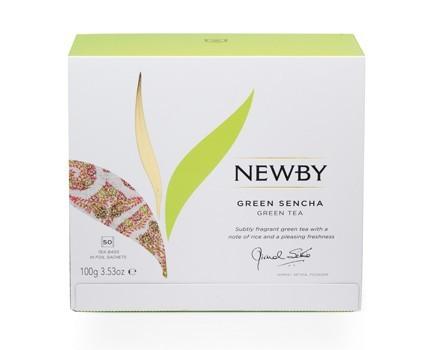 NEWBY
GREEN SENCHA
GREEN TEA
Subtly fragrant green tea with a
note of rice and a pleasing freshness
50
TEA BAGS
IN FOIL SACHETS
100g 3.53oz ℮